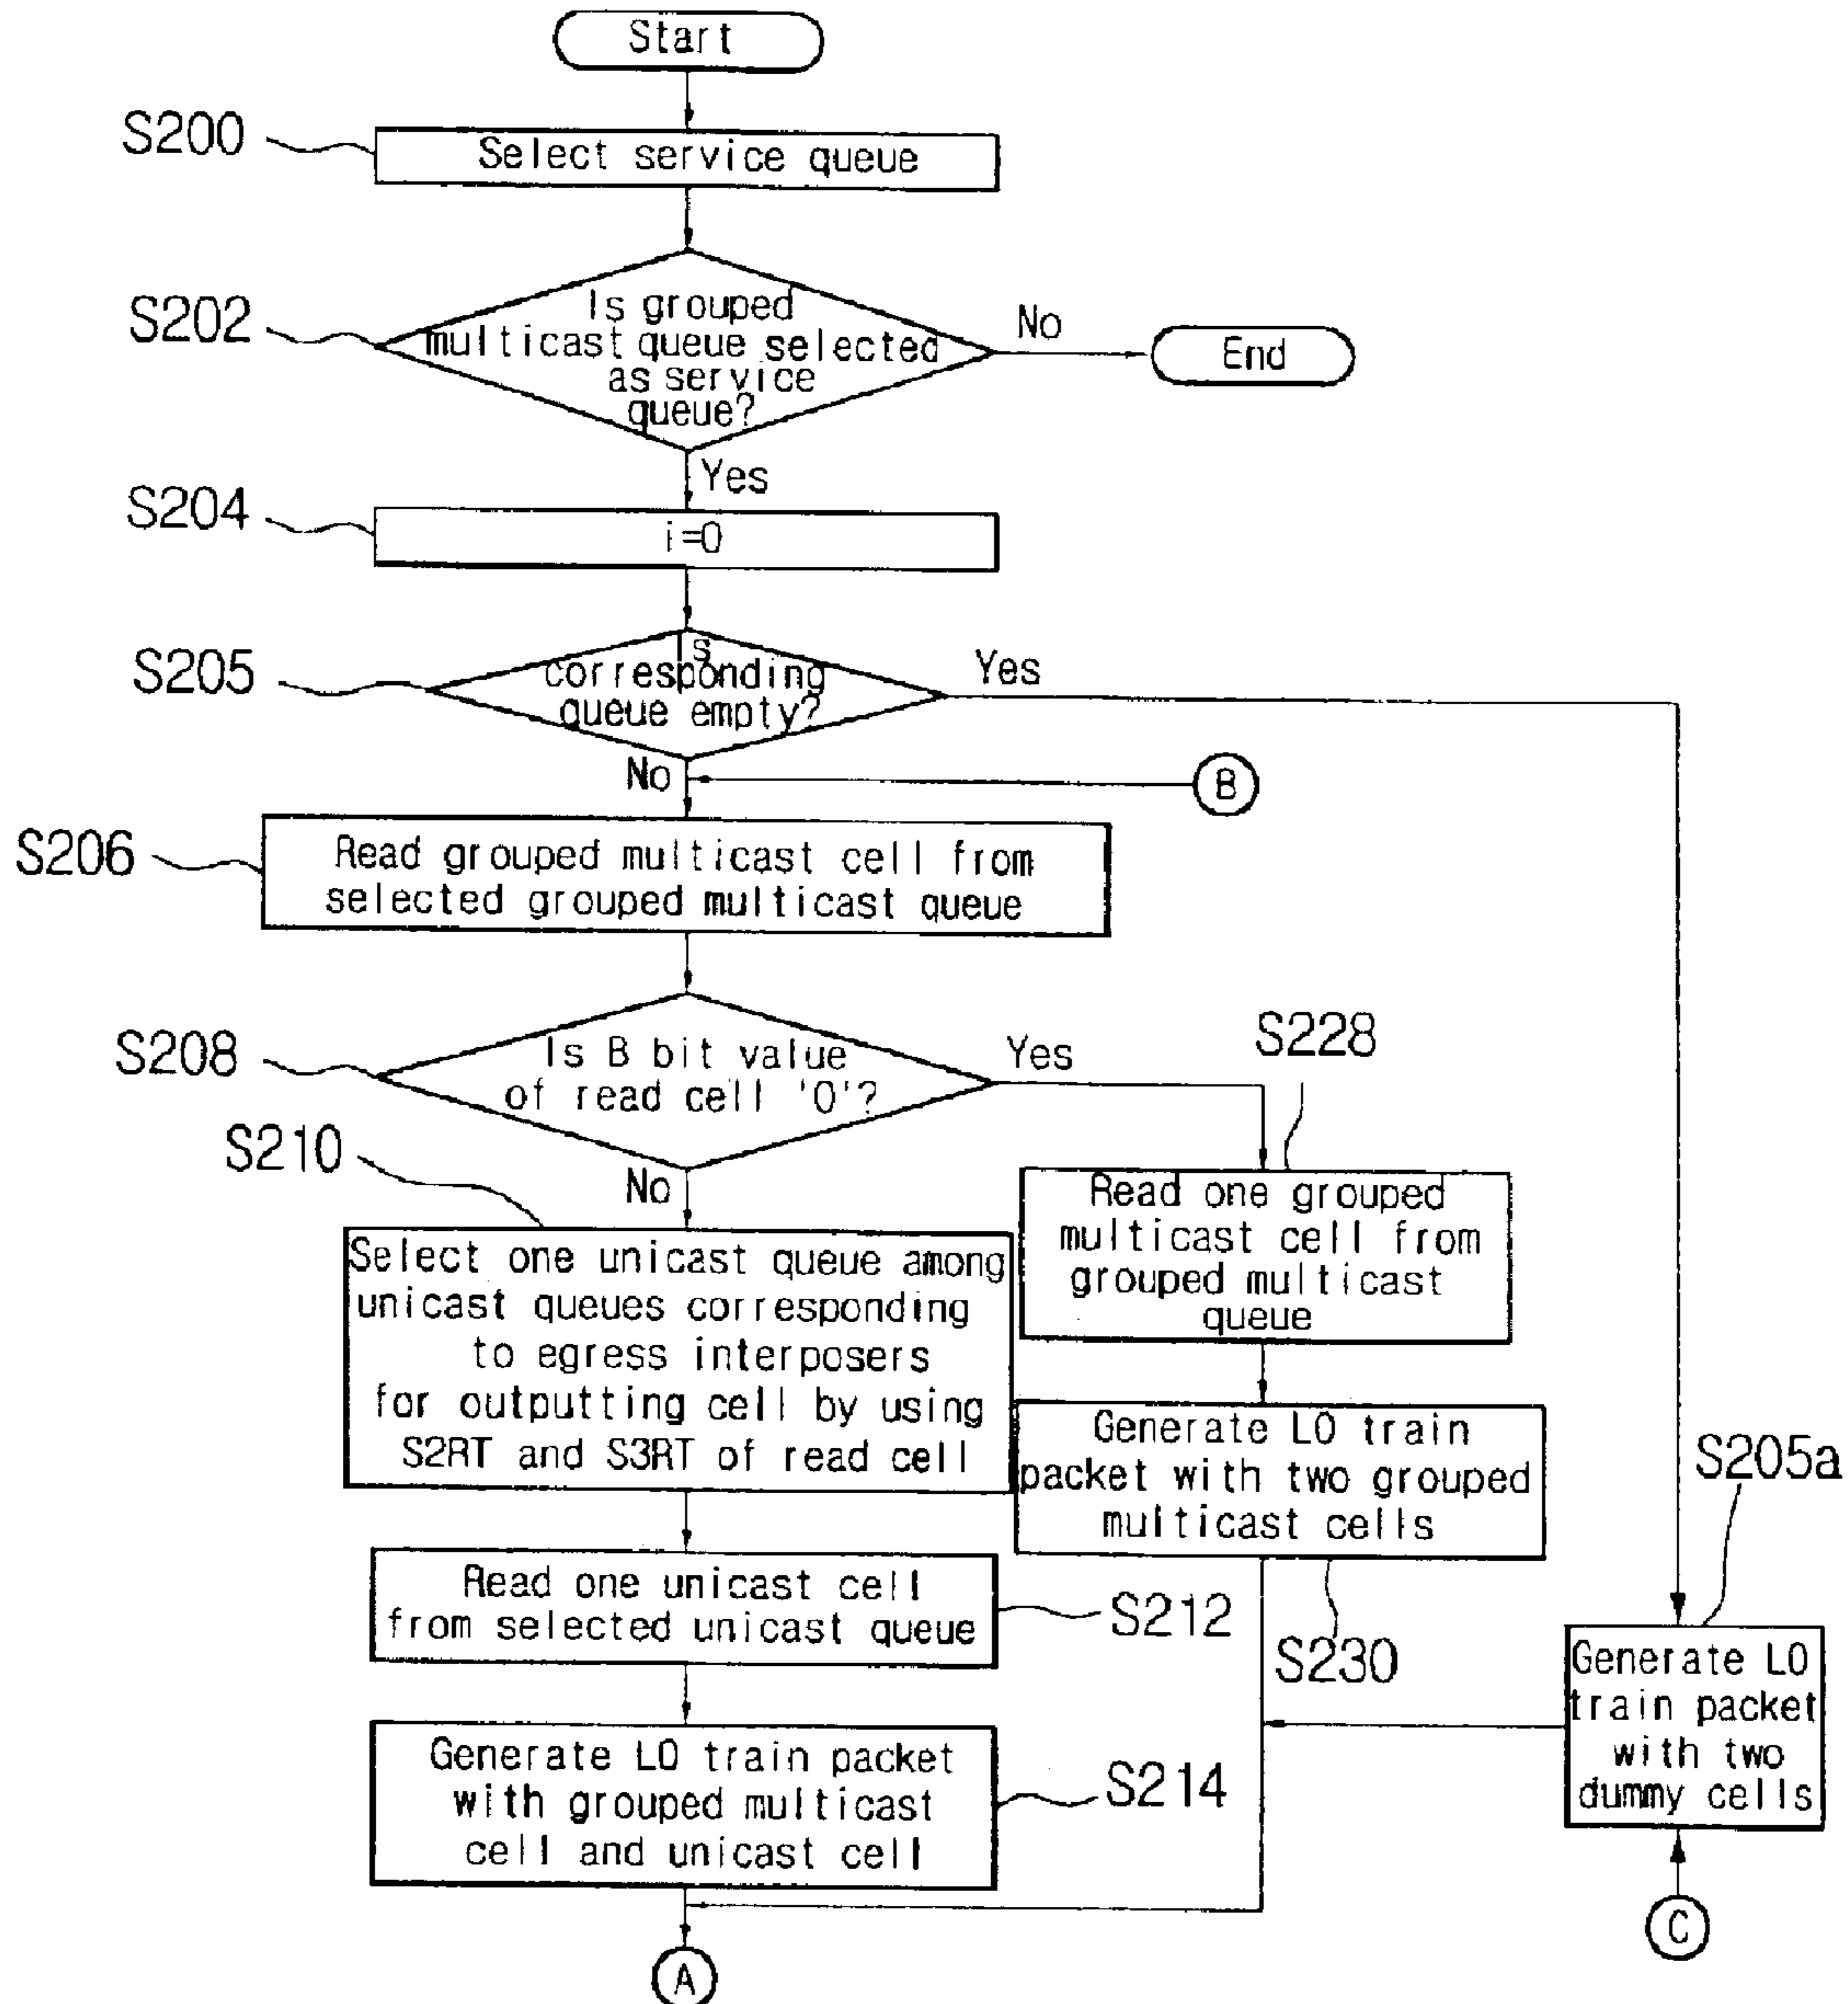 Start
S200
Select service queue
S202
Is grouped
multicast queue selected
as service
queue?
No
End
Yes
S204
i=0
S205
Is
corresponding
queue empty?
Yes
No
B
S206
Read grouped multicast cell from
selected grouped multicast queue
S208
Is B bit value
of read cell '0'?
Yes
S228
S210
No
Read one grouped
multicast cell from
grouped multicast
queue
Select one unicast queue among
unicast queues corresponding
to egress interposers
for outputting cell by using
S2RT and S3RT of read cell
Generate LO train
packet with two grouped
multicast cells
S205a
Read one unicast cell
from selected unicast queue
S212
S230
Generate LO
train packet
with two
dummy cells
Generate LO train packet
with grouped multicast
cell and unicast cell
S214
C
A